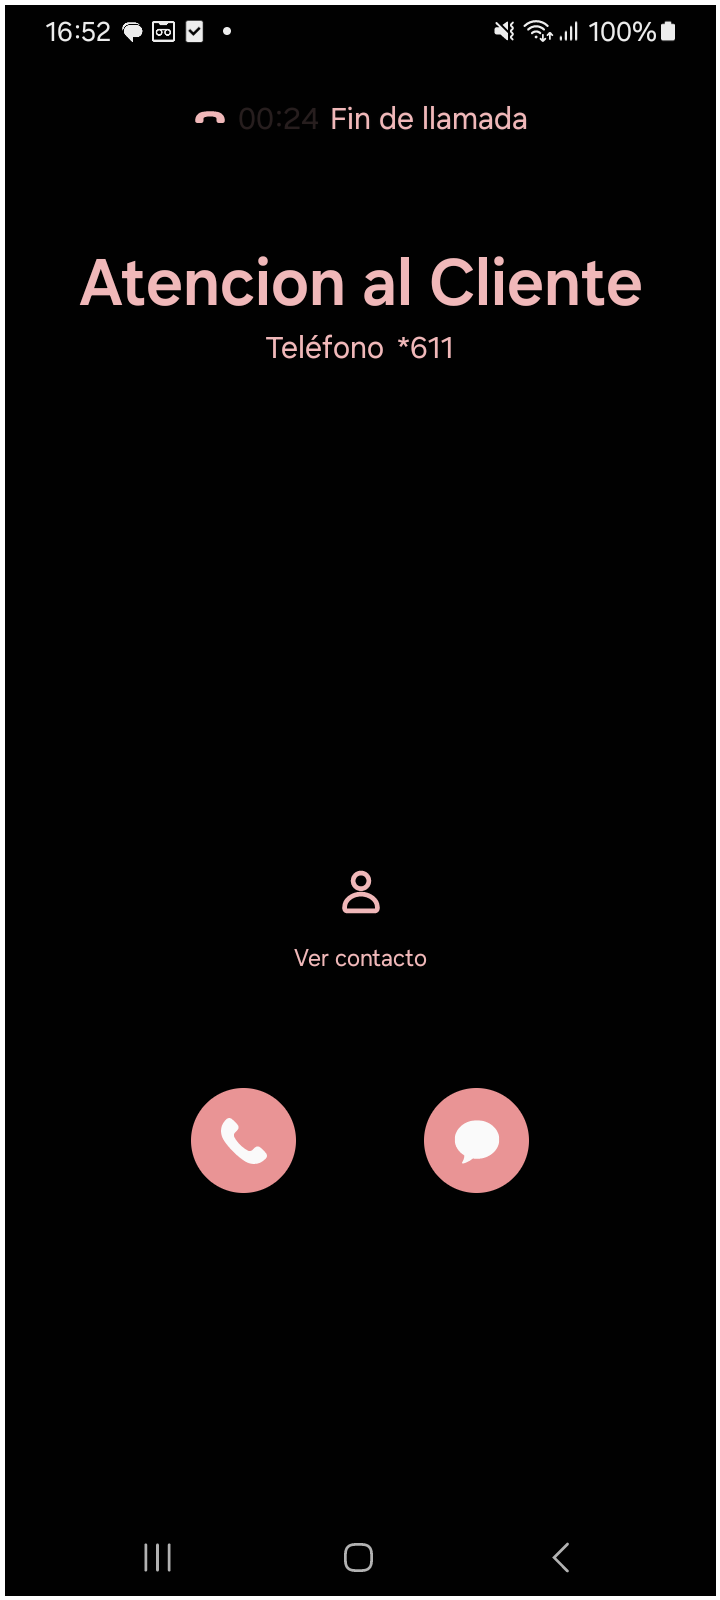 16:52 100%
00:24 Fin de llamada
Atencion al Cliente
Teléfono *611
Ver contacto